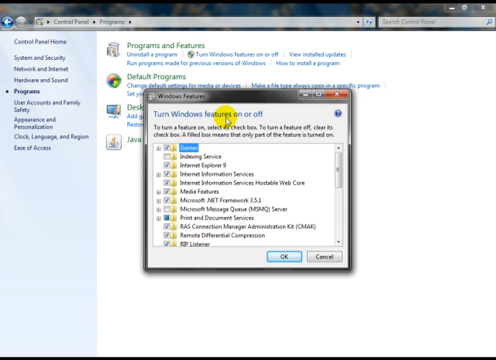 Control Panel ▸ Programs ▸
Search Control Panel
Control Panel Home
System and Security
Network and Internet
Hardware and Sound
Programs
User Accounts and Family
Safety
Appearance and
Personalization
Clock, Language, and Region
Ease of Access
Programs and Features
Uninstall a program
Turn Windows features on or off
View installed updates
Run programs made for previous versions of Windows
How to install a program
Default Programs
Change default settings for media or devices
Make a file type always open in a specific program
Set y
Desk
Add g
Java
Windows Features
Turn Windows features on or off
To turn a feature on, select its check box. To turn a feature off, clear its
check box. A filled box means that only part of the feature is turned on.
Games
Indexing Service
Internet Explorer 9
Internet Information Services
Internet Information Services Hostable Web Core
Media Features
Microsoft .NET Framework 3.5.1
Microsoft Message Queue (MSMQ) Server
Print and Document Services
RAS Connection Manager Administration Kit (CMAK)
Remote Differential Compression
RIP Listener
OK
Cancel